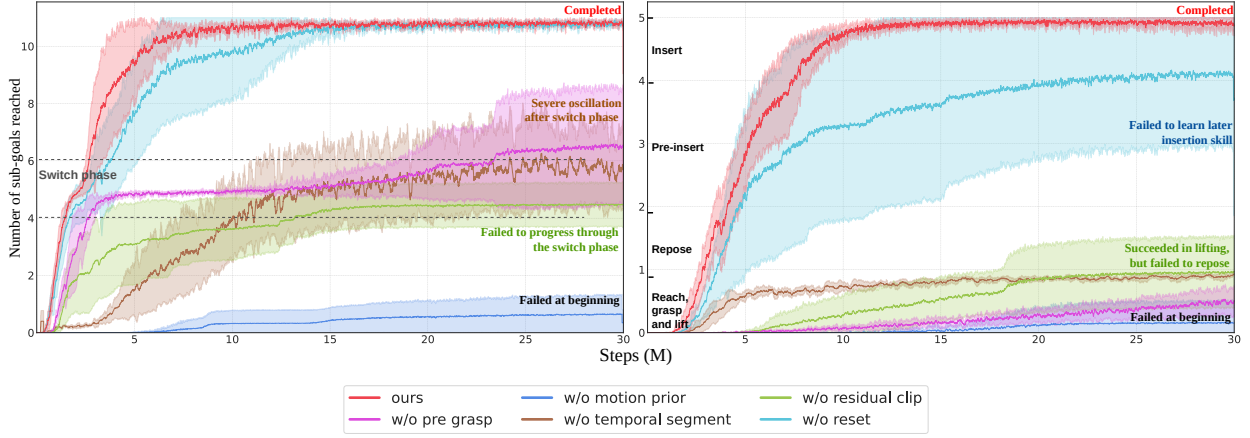 Number of sub-goals reached
10
8
6
4
2
0
Switch phase
Completed
Severe oscillation
after switch phase
Failed to progress through
the switch phase
Failed at beginning
5
10
15
20
25
30
5
4
3
2
1
0
Insert
Pre-insert
Repose
Reach,
grasp
and lift
Completed
Failed to learn later
insertion skill
Succeeded in lifting,
but failed to repose
Failed at beginning
5
10
15
20
25
30
Steps (M)
ours
w/o motion prior
w/o residual clip
w/o pre grasp
w/o temporal segment
w/o reset